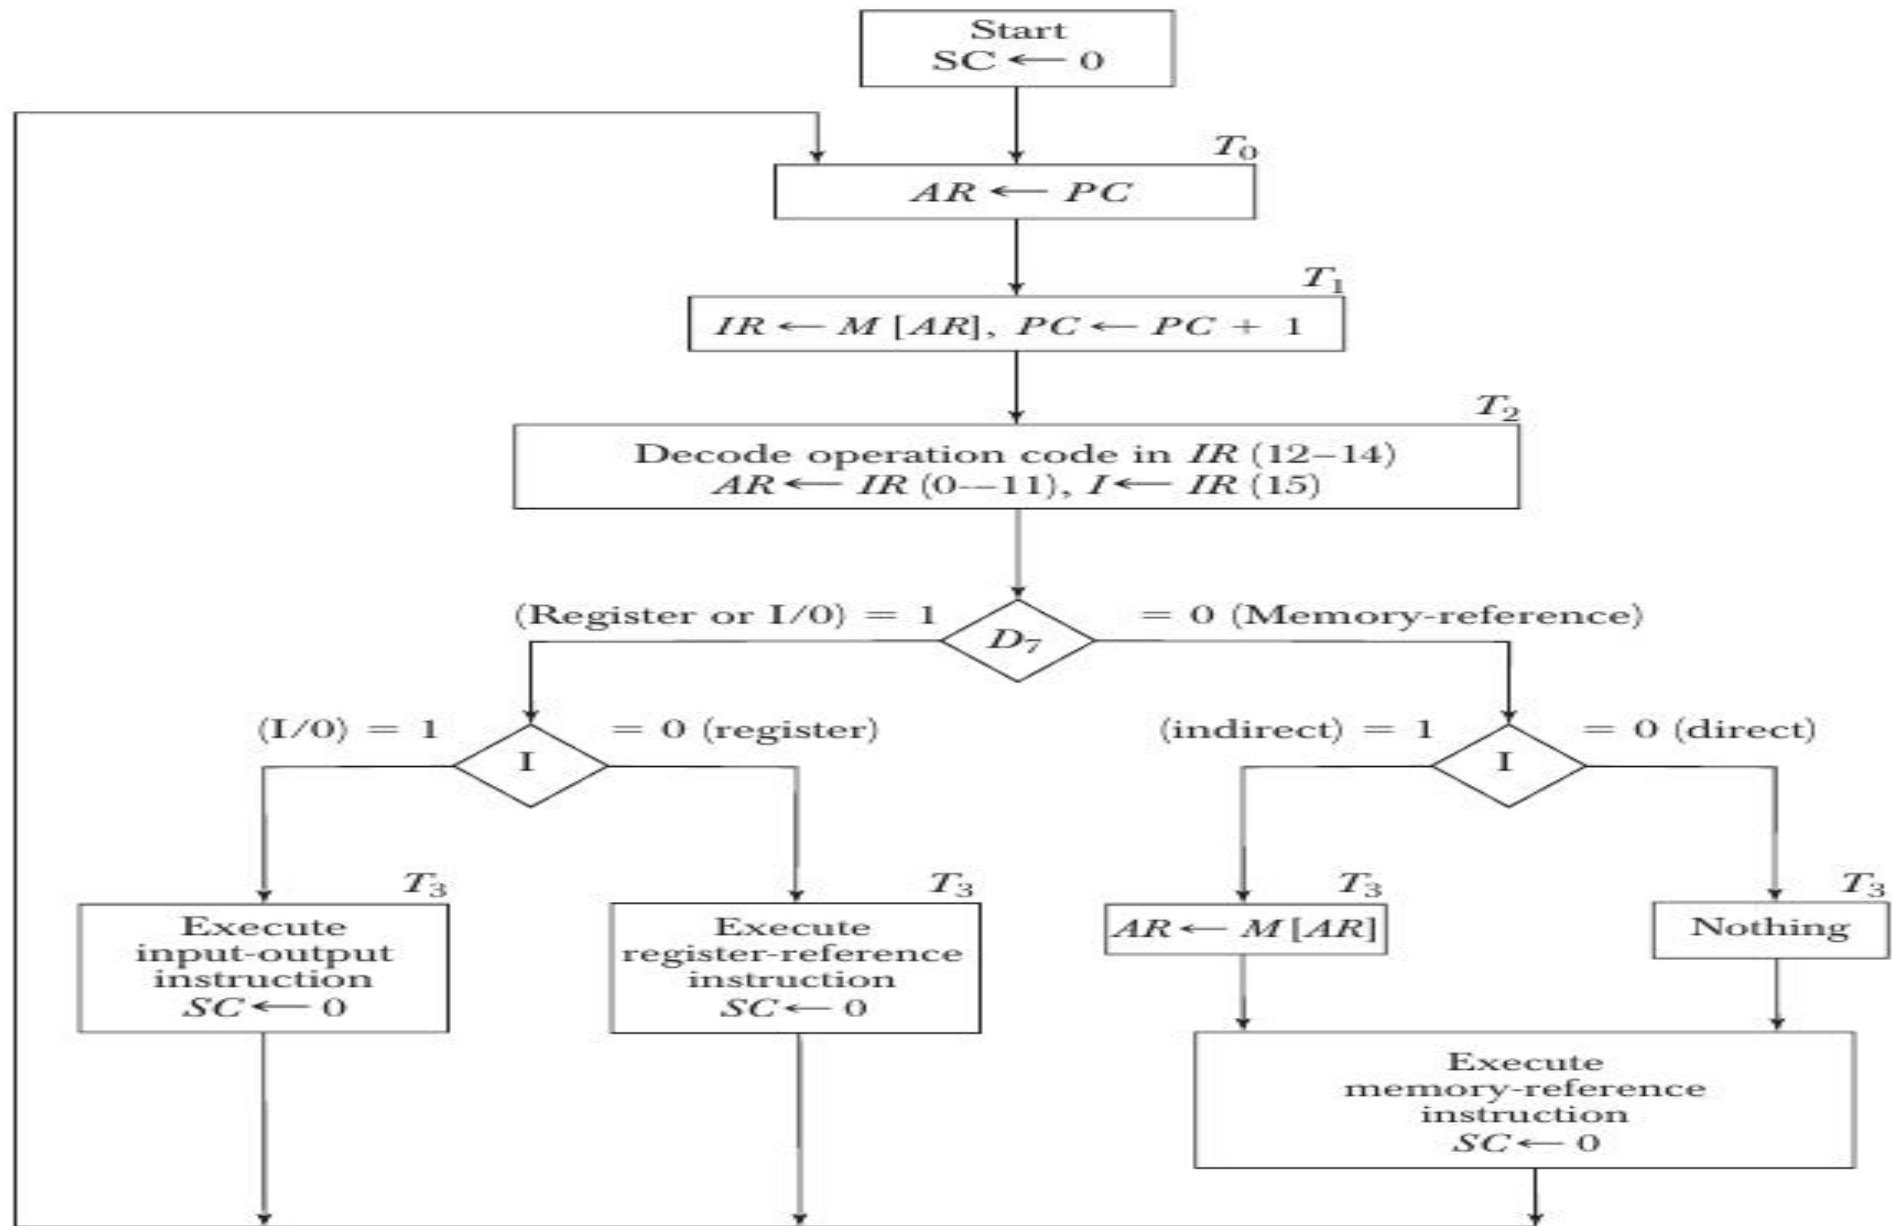 Start
SC ← 0
T₀
AR ← PC
T₁
IR ← M [AR], PC ← PC + 1
T₂
Decode operation code in IR (12–14)
AR ← IR (0-–11), I ← IR (15)
(Register or I/0) = 1
D₇
= 0 (Memory-reference)
(I/0) = 1
I
= 0 (register)
(indirect) = 1
I
= 0 (direct)
T₃
Execute
input-output
instruction
SC ← 0
T₃
Execute
register-reference
instruction
SC ← 0
T₃
AR ← M [AR]
T₃
Nothing
Execute
memory-reference
instruction
SC ← 0